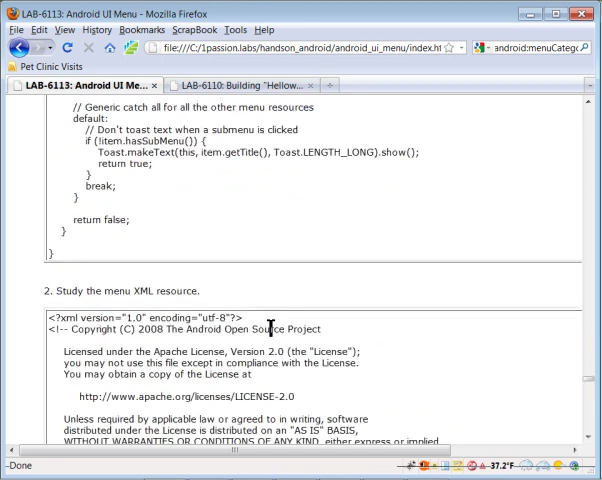 LAB-6113: Android UI Menu - Mozilla Firefox
File Edit View History Bookmarks ScrapBook Tools Help
file:///C:/1passion.labs/handson_android/android_ui_menu/index.ht
android:menuCateg
Pet Clinic Visits
LAB-6113: Android UI Me... LAB-6110: Building "Hellow...
// Generic catch all for all the other menu resources
default:
// Don't toast text when a submenu is clicked
if (!item.hasSubMenu()) {
Toast.makeText(this, item.getTitle(), Toast.LENGTH_LONG).show();
return true;
}
break;
}
return false;
}
}
2. Study the menu XML resource.
<?xml version="1.0" encoding="utf-8"?>
<!-- Copyright (C) 2008 The Android Open Source Project
Licensed under the Apache License, Version 2.0 (the "License");
you may not use this file except in compliance with the License.
You may obtain a copy of the License at
http://www.apache.org/licenses/LICENSE-2.0
Unless required by applicable law or agreed to in writing, software
distributed under the License is distributed on an "AS IS" BASIS,
WITHOUT WARRANTIES OR CONDITIONS OF ANY KIND, either express or implied
Done
37.2°F